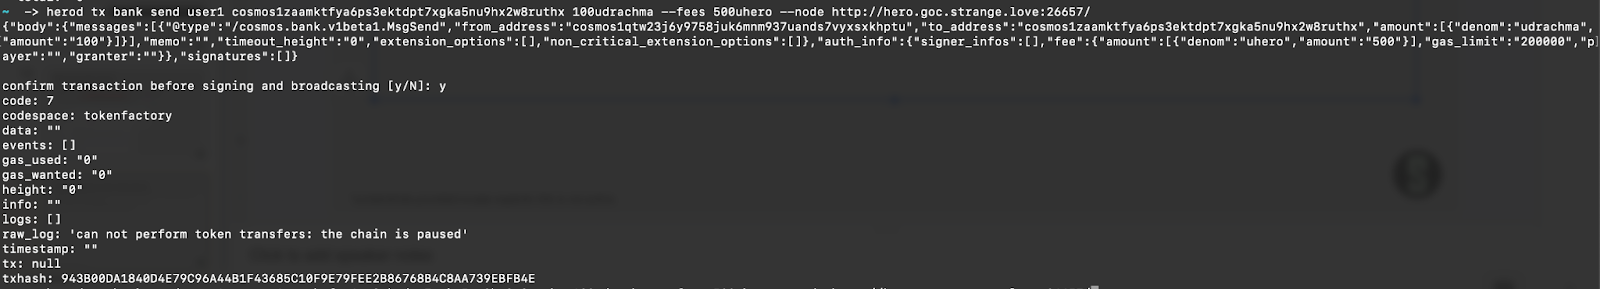 ~ -> herod tx bank send user1 cosmos1zaamktfya6ps3ektdpt7xgka5nu9hx2w8ruthx 100udrachma --fees 500uhero --node http://hero.goc.strange.love:26657/
{"body":{"messages":[{"@type":"/cosmos.bank.v1beta1.MsgSend","from_address":"cosmos1qtw23j6y9758juk6mnm937uands7vyxsxkhptu","to_address":"cosmos1zaamktfya6ps3ektdpt7xgka5nu9hx2w8ruthx","amount":[{"denom":"udrachma",
"amount":"100"}]}],"memo":"","timeout_height":"0","extension_options":[],"non_critical_extension_options":[]},"auth_info":{"signer_infos":[],"fee":{"amount":[{"denom":"uhero","amount":"500"}],"gas_limit":"200000","p
ayer":"","granter":""}},"signatures":[]}
confirm transaction before signing and broadcasting [y/N]: y
code: 7
codespace: tokenfactory
data: ""
events: []
gas_used: "0"
gas_wanted: "0"
height: "0"
info: ""
logs: []
raw_log: 'can not perform token transfers: the chain is paused'
timestamp: ""
tx: null
txhash: 943B00DA1840D4E79C96A44B1F43685C10F9E79FEE2B86768B4C8AA739EBFB4E